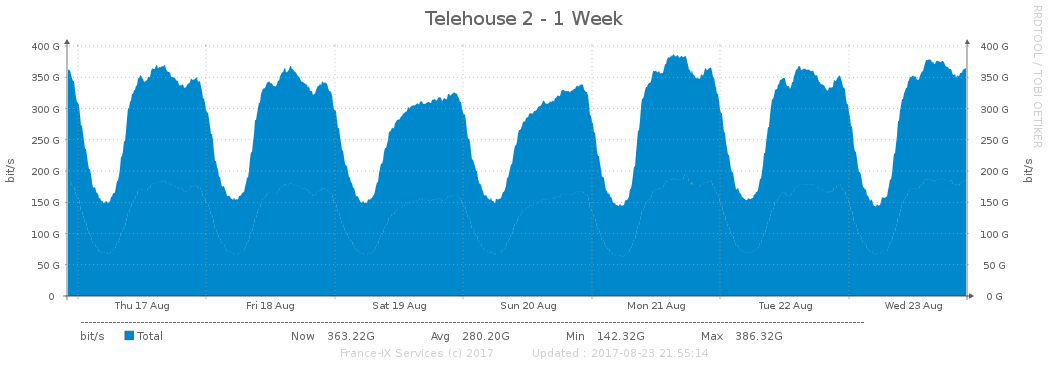 Telehouse 2 - 1 Week
RRDTOOL / TOBI OETIKER
bit/s
400 G 400 G
350 G 350 G
300 G 300 G
250 G 250 G
200 G 200 G
150 G 150 G
100 G 100 G
50 G 50 G
0 0 G
bit/s
Thu 17 Aug Fri 18 Aug Sat 19 Aug Sun 20 Aug Mon 21 Aug Tue 22 Aug Wed 23 Aug
bit/s Total Now 363.22G Avg 280.20G Min 142.32G Max 386.32G
France-IX Services (c) 2017 Updated : 2017-08-23 21:55:14